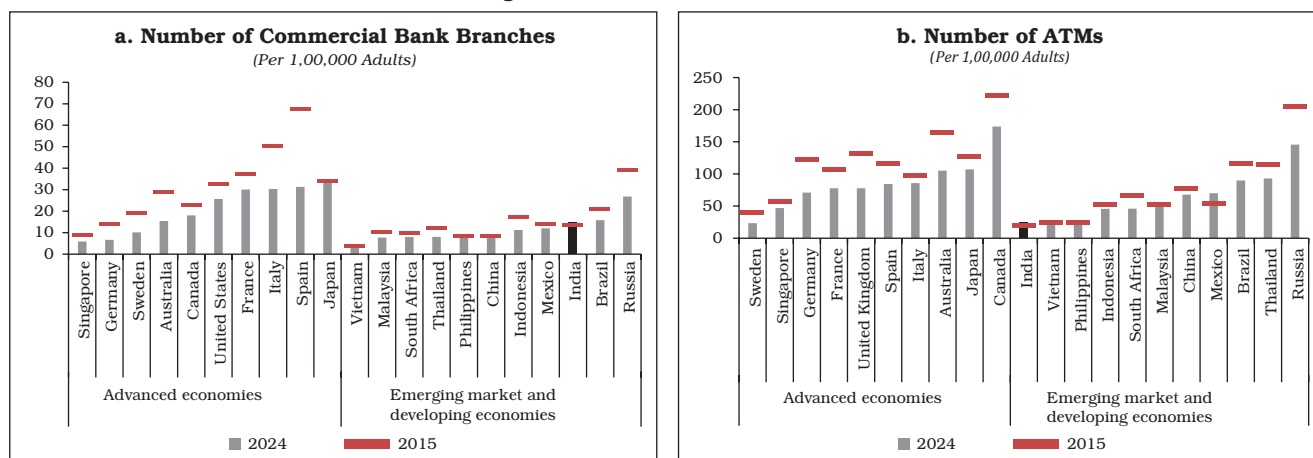 a. Number of Commercial Bank Branches
(Per 1,00,000 Adults)
80
70
60
50
40
30
20
10
0
Singapore
Germany
Sweden
Australia
Canada
United States
France
Italy
Spain
Japan
Vietnam
Malaysia
South Africa
Thailand
Philippines
China
Indonesia
Mexico
India
Brazil
Russia
Advanced economies
Emerging market and
developing economies
2024
2015
b. Number of ATMs
(Per 1,00,000 Adults)
250
200
150
100
50
0
Sweden
Singapore
Germany
France
United Kingdom
Spain
Italy
Australia
Japan
Canada
India
Vietnam
Philippines
Indonesia
South Africa
Malaysia
China
Mexico
Brazil
Thailand
Russia
Advanced economies
Emerging market and
developing economies
2024
2015